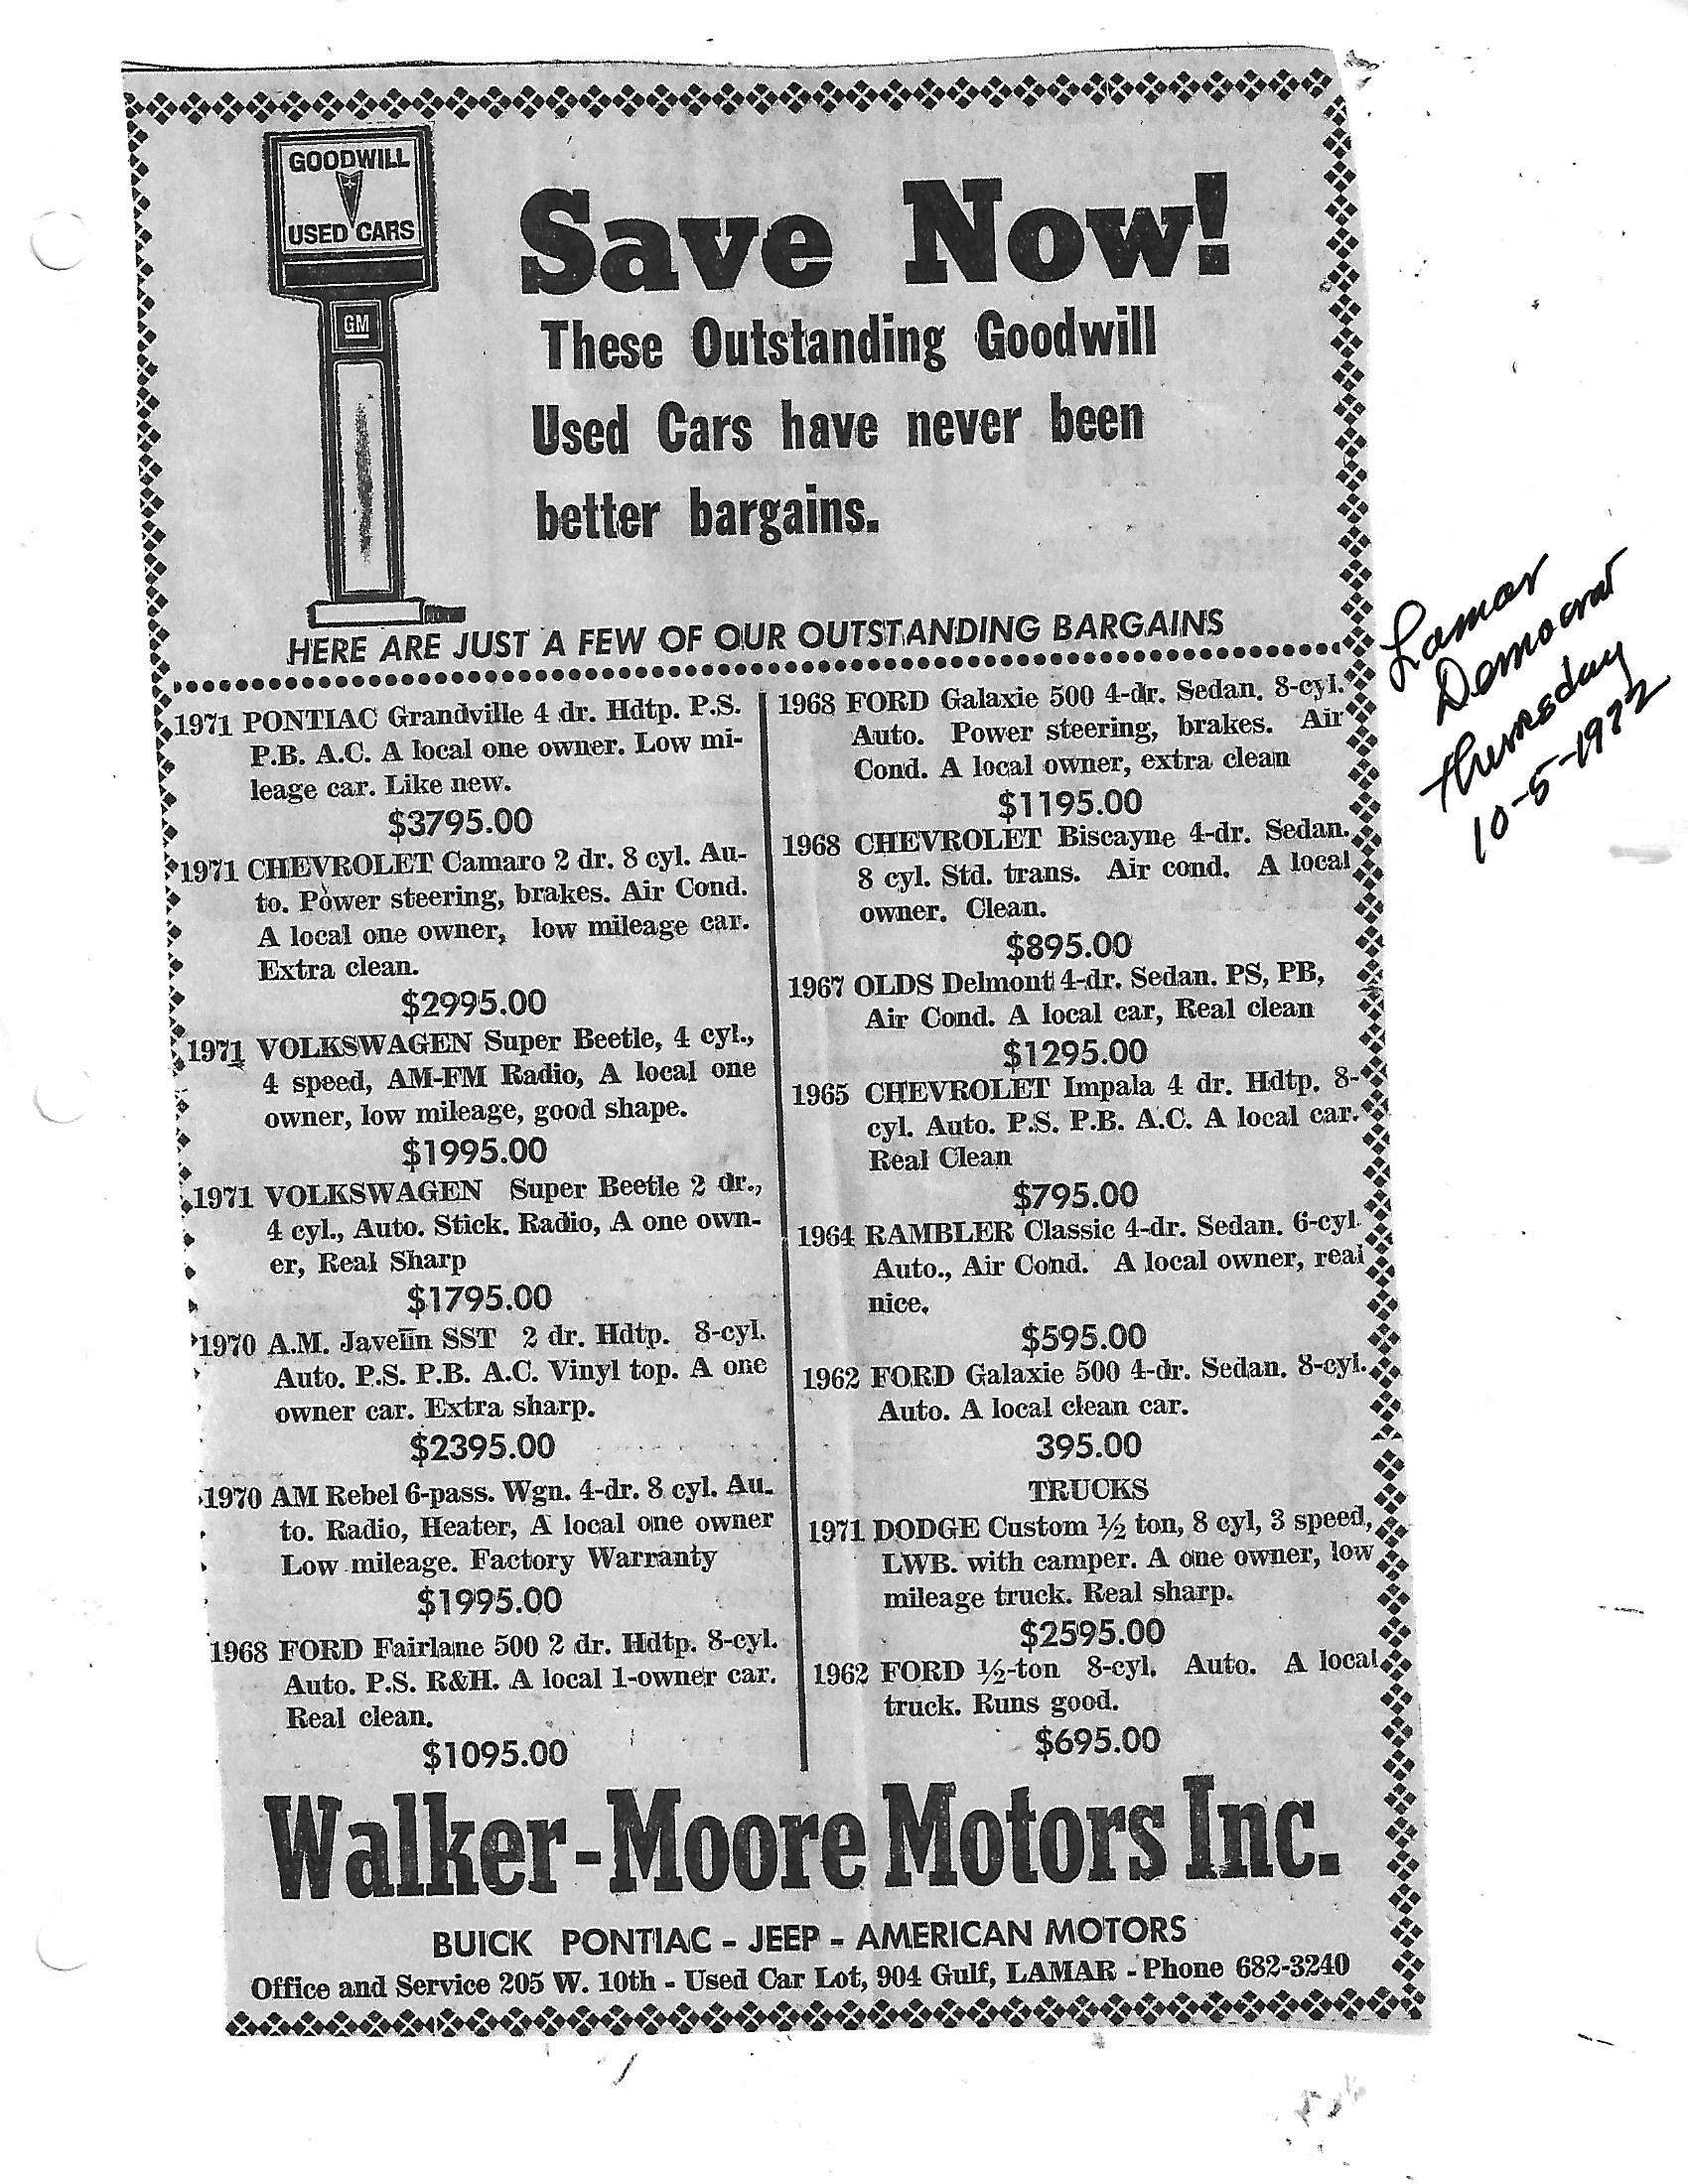 GOODWILL
USED CARS
GM
Save Now!
These Outstanding Goodwill
Used Cars have never been
better bargains.
HERE ARE JUST A FEW OF OUR OUTSTANDING BARGAINS
1971 PONTIAC Grandville 4 dr. Hdtp. P.S.
P.B. A.C. A local one owner. Low mi-
leage car. Like new.
$3795.00
1971 CHEVROLET Camaro 2 dr. 8 cyl. Au-
to. Power steering, brakes. Air Cond.
A local one owner, low mileage car.
Extra clean.
$2995.00
1971 VOLKSWAGEN Super Beetle, 4 cyl.,
4 speed, AM-FM Radio, A local one
owner, low mileage, good shape.
$1995.00
1971 VOLKSWAGEN Super Beetle 2 dr.,
4 cyl., Auto. Stick. Radio, A one own-
er, Real Sharp
$1795.00
1970 A.M. Javelin SST 2 dr. Hdtp. 8-cyl.
Auto. P.S. P.B. A.C. Vinyl top. A one
owner car. Extra sharp.
$2395.00
1970 AM Rebel 6-pass. Wgn. 4-dr. 8 cyl. Au-
to. Radio, Heater, A local one owner
Low mileage. Factory Warranty
$1995.00
1968 FORD Fairlane 500 2 dr. Hdtp. 8-cyl.
Auto. P.S. R&H. A local 1-owner car.
Real clean.
$1095.00
1968 FORD Galaxie 500 4-dr. Sedan. 8-cyl.
Auto. Power steering, brakes. Air
Cond. A local owner, extra clean
$1195.00
1968 CHEVROLET Biscayne 4-dr. Sedan.
8 cyl. Std. trans. Air cond. A local
owner. Clean.
$895.00
1967 OLDS Delmont 4-dr. Sedan. PS, PB,
Air Cond. A local car, Real clean
$1295.00
1965 CHEVROLET Impala 4 dr. Hdtp. 8-
cyl. Auto. P.S. P.B. A.C. A local car.
Real Clean
$795.00
1964 RAMBLER Classic 4-dr. Sedan. 6-cyl.
Auto., Air Cond. A local owner, real
nice.
$595.00
1962 FORD Galaxie 500 4-dr. Sedan. 8-cyl.
Auto. A local clean car.
395.00
TRUCKS
1971 DODGE Custom ½ ton, 8 cyl, 3 speed,
LWB. with camper. A one owner, low
mileage truck. Real sharp.
$2595.00
1962 FORD ½-ton 8-cyl. Auto. A local
truck. Runs good.
$695.00
Walker-Moore Motors Inc.
BUICK PONTIAC - JEEP - AMERICAN MOTORS
Office and Service 205 W. 10th - Used Car Lot, 904 Gulf, LAMAR - Phone 682-3240
Lamar
Democrat
thursday
10-5-1972